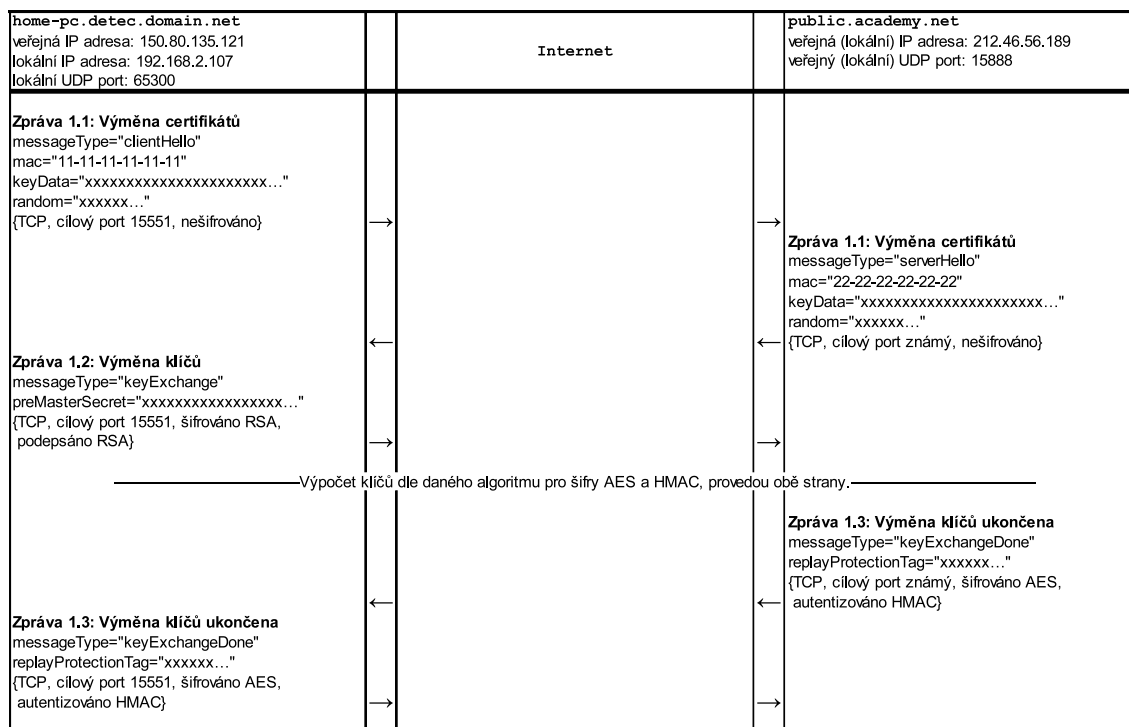 home-pc.detec.domain.net
veřejná IP adresa: 150.80.135.121
lokální IP adresa: 192.168.2.107
lokální UDP port: 65300
Internet
public.academy.net
veřejná (lokální) IP adresa: 212.46.56.189
veřejný (lokální) UDP port: 15888
Zpráva 1.1: Výměna certifikátů
messageType="clientHello"
mac="11-11-11-11-11-11"
keyData="xxxxxxxxxxxxxxxxxxxxxx…"
random="xxxxxx…"
{TCP, cílový port 15551, nešifrováno}
→ →
Zpráva 1.1: Výměna certifikátů
messageType="serverHello"
mac="22-22-22-22-22-22"
keyData="xxxxxxxxxxxxxxxxxxxxxx…"
random="xxxxxx…"
← ← {TCP, cílový port známý, nešifrováno}
Zpráva 1.2: Výměna klíčů
messageType="keyExchange"
preMasterSecret="xxxxxxxxxxxxxxxxx…"
{TCP, cílový port 15551, šifrováno RSA,
podepsáno RSA}
→ →
Výpočet klíčů dle daného algoritmu pro šifry AES a HMAC, provedou obě strany.
Zpráva 1.3: Výměna klíčů ukončena
messageType="keyExchangeDone"
replayProtectionTag="xxxxxx…"
{TCP, cílový port známý, šifrováno AES,
← ← autentizováno HMAC}
Zpráva 1.3: Výměna klíčů ukončena
messageType="keyExchangeDone"
replayProtectionTag="xxxxxx…"
{TCP, cílový port 15551, šifrováno AES,
autentizováno HMAC}
→ →